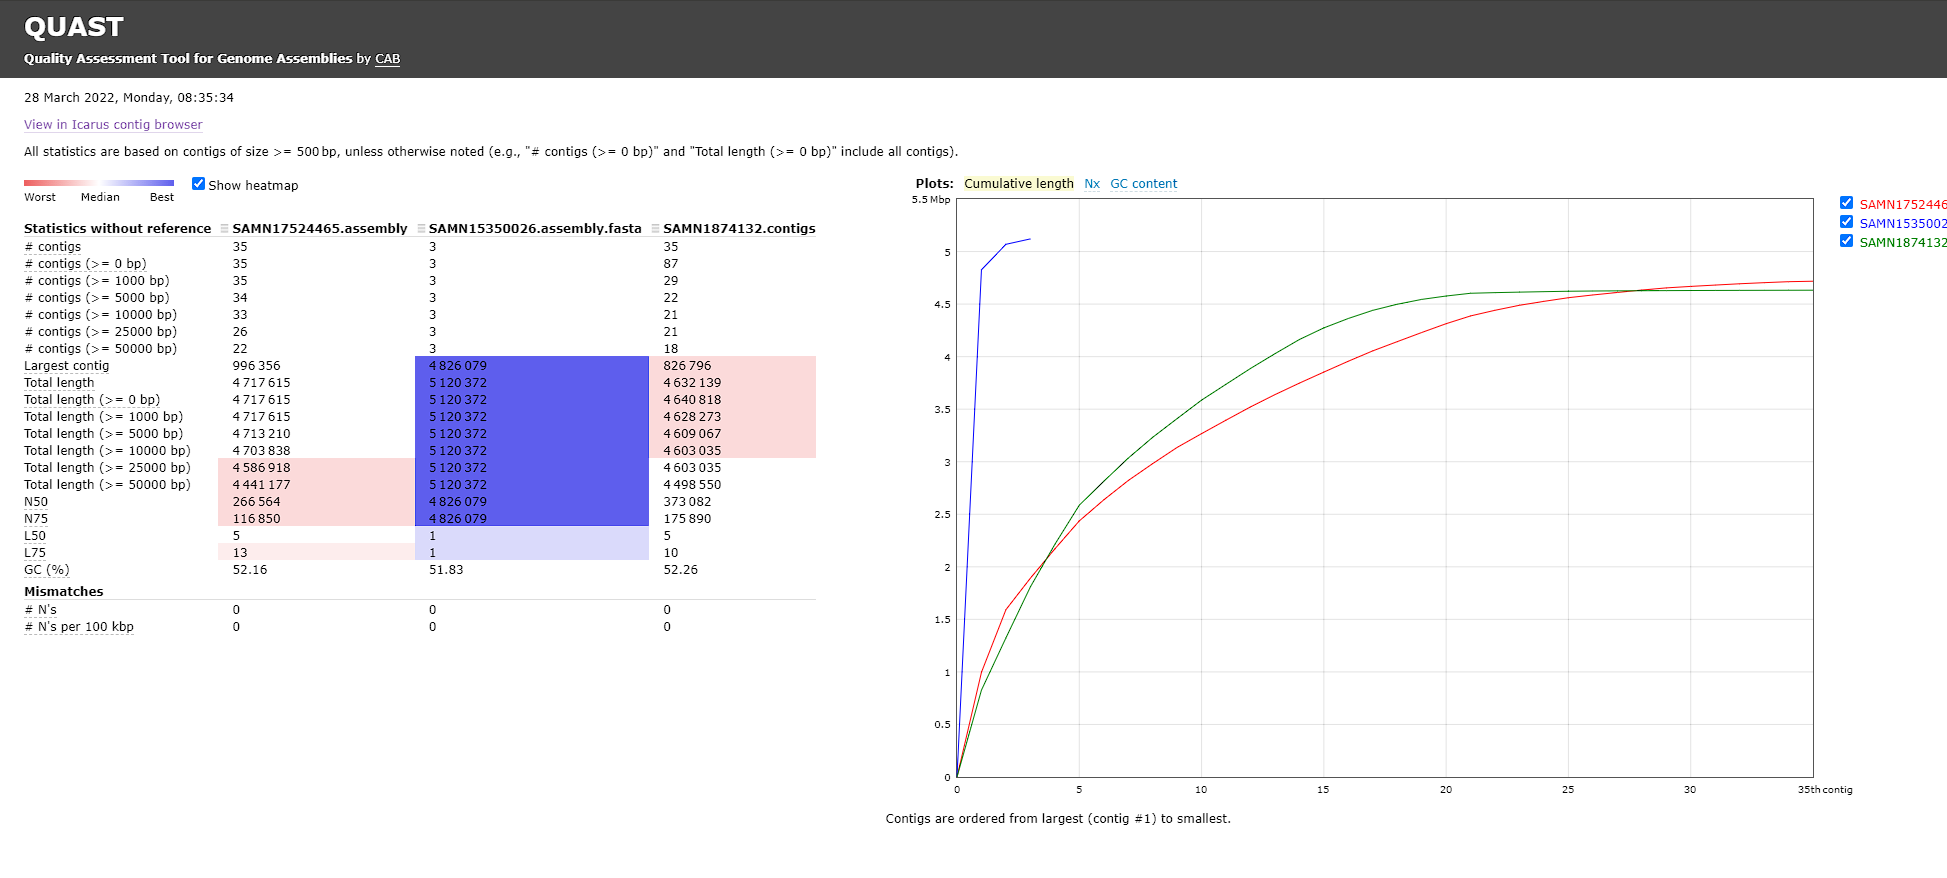 QUAST
Quality Assessment Tool for Genome Assemblies by CAB
28 March 2022, Monday, 08:35:34
View in Icarus contig browser
All statistics are based on contigs of size >= 500 bp, unless otherwise noted (e.g., "# contigs (>= 0 bp)" and "Total length (>= 0 bp)" include all contigs).
Worst Median Best Show heatmap
Statistics without reference SAMN17524465.assembly SAMN15350026.assembly.fasta SAMN1874132.contigs
# contigs 35 3 35
# contigs (>= 0 bp) 35 3 87
# contigs (>= 1000 bp) 35 3 29
# contigs (>= 5000 bp) 34 3 22
# contigs (>= 10000 bp) 33 3 21
# contigs (>= 25000 bp) 26 3 21
# contigs (>= 50000 bp) 22 3 18
Largest contig 996 356 4 826 079 826 796
Total length 4 717 615 5 120 372 4 632 139
Total length (>= 0 bp) 4 717 615 5 120 372 4 640 818
Total length (>= 1000 bp) 4 717 615 5 120 372 4 628 273
Total length (>= 5000 bp) 4 713 210 5 120 372 4 609 067
Total length (>= 10000 bp) 4 703 838 5 120 372 4 603 035
Total length (>= 25000 bp) 4 586 918 5 120 372 4 603 035
Total length (>= 50000 bp) 4 441 177 5 120 372 4 498 550
N50 266 564 4 826 079 373 082
N75 116 850 4 826 079 175 890
L50 5 1 5
L75 13 1 10
GC (%) 52.16 51.83 52.26
Mismatches
# N's 0 0 0
# N's per 100 kbp 0 0 0
Plots: Cumulative length Nx GC content
5.5 Mbp
5
4.5
4
3.5
3
2.5
2
1.5
1
0.5
0
0 5 10 15 20 25 30 35th contig
SAMN1752446
SAMN1535002
SAMN1874132
Contigs are ordered from largest (contig #1) to smallest.